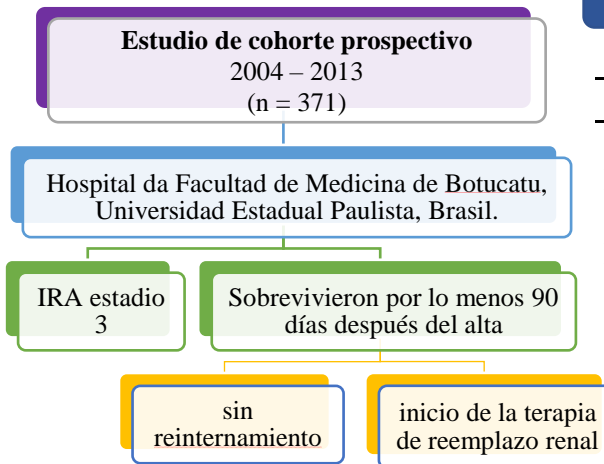 Estudio de cohorte prospectivo
2004 – 2013
(n = 371)
Hospital da Facultad de Medicina de Botucatu,
Universidad Estadual Paulista, Brasil.
IRA estadio
3
Sobrevivieron por lo menos 90
días después del alta
sin
reinternamiento
inicio de la terapia
de reemplazo renal